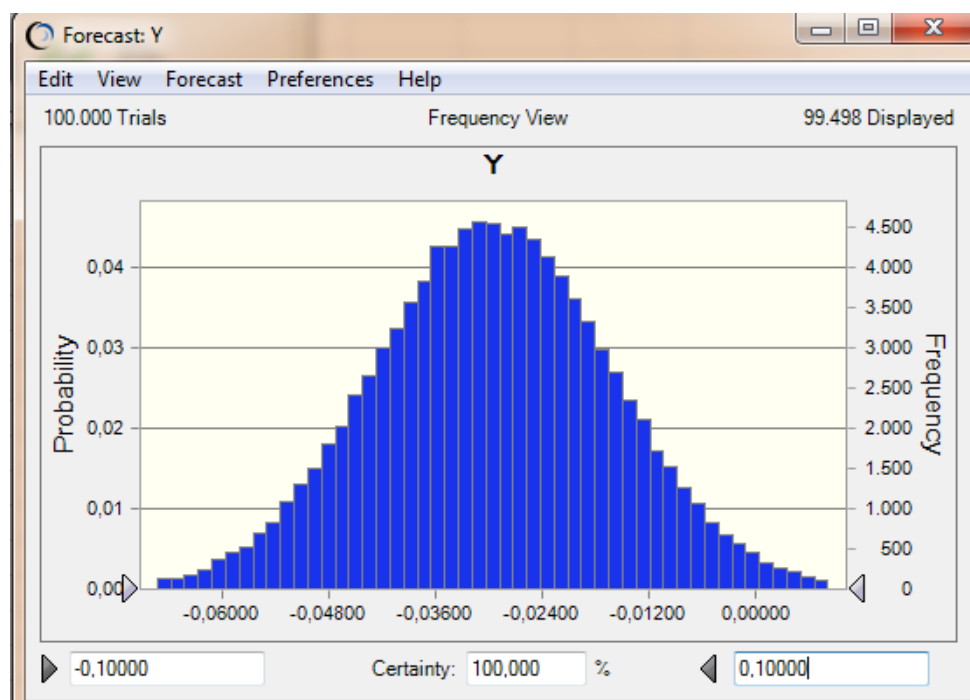 Forecast: Y
Edit View Forecast Preferences Help
100.000 Trials Frequency View 99.498 Displayed
Y
Probability
0,04
0,03
0,02
0,01
0,00
4.500
4.000
3.500
3.000
2.500
2.000
1.500
1.000
500
0
Frequency
-0,06000 -0,04800 -0,03600 -0,02400 -0,01200 0,00000
-0,10000 Certainty: 100,000 % 0,10000